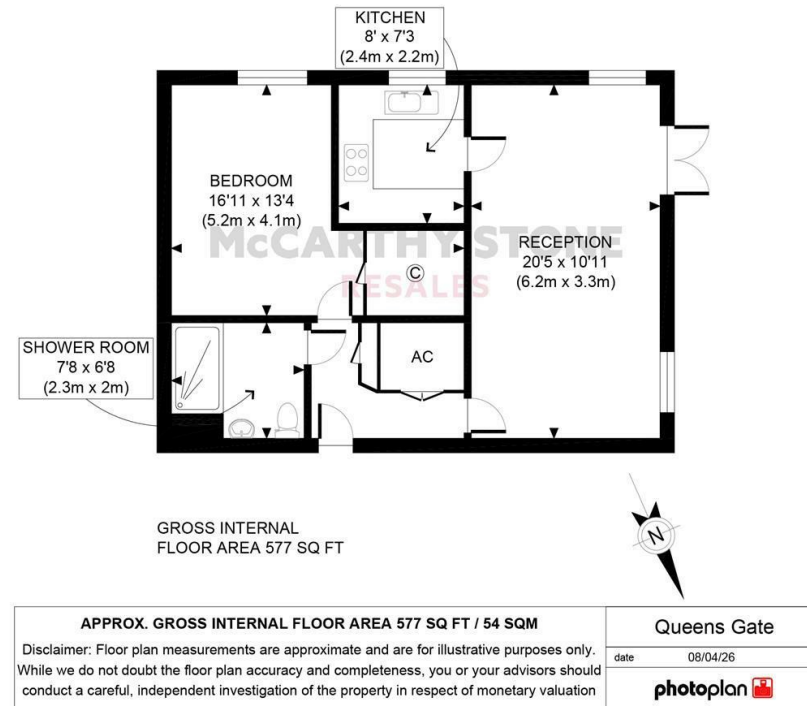 KITCHEN
8' x 7'3
(2.4m x 2.2m)
BEDROOM
16'11 x 13'4
(5.2m x 4.1m)
McCARTHY STONE
RESALES
RECEPTION
20'5 x 10'11
(6.2m x 3.3m)
C
AC
SHOWER ROOM
7'8 x 6'8
(2.3m x 2m)
GROSS INTERNAL
FLOOR AREA 577 SQ FT
N
APPROX. GROSS INTERNAL FLOOR AREA 577 SQ FT / 54 SQM
Disclaimer: Floor plan measurements are approximate and are for illustrative purposes only.
While we do not doubt the floor plan accuracy and completeness, you or your advisors should
conduct a careful, independent investigation of the property in respect of monetary valuation
Queens Gate
date 08/04/26
photoplan